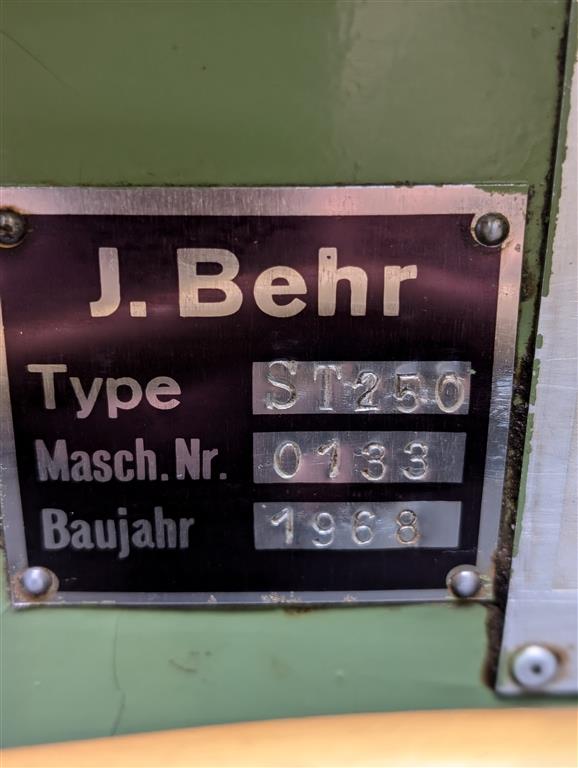 J. Behr
Type ST250
Masch. Nr. 0133
Baujahr 1968